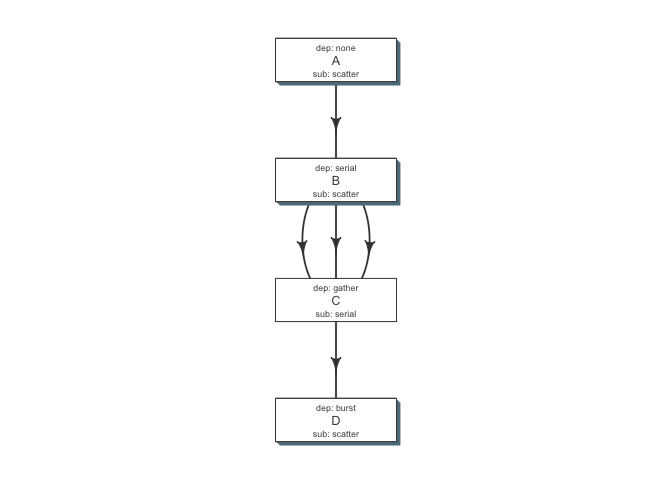 dep: none
A
sub: scatter
dep: serial
B
sub: scatter
dep: gather
C
sub: serial
dep: burst
D
sub: scatter